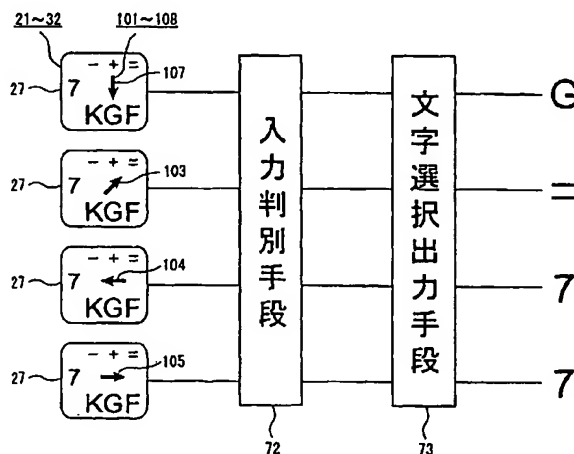 21~32
101~108
- + =
107
27
7
KGF
G
- + =
103
27
7
KGF
=
- + =
104
27
7
KGF
7
- + =
105
27
7
KGF
7
入力判別手段
文字選択出力手段
72
73